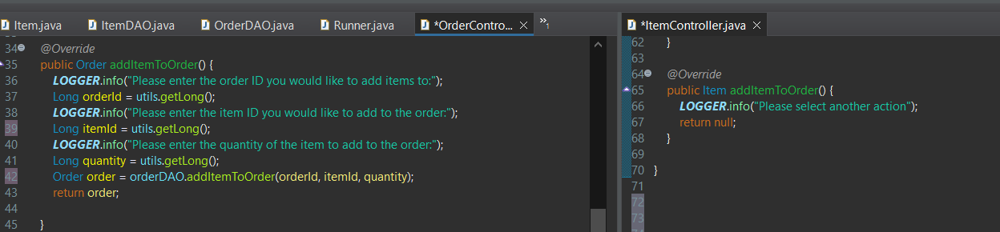 Item.java ItemDAO.java OrderDAO.java Runner.java *OrderContro... »1
34 @Override
35 public Order addItemToOrder() {
36 LOGGER.info("Please enter the order ID you would like to add items to:");
37 Long orderId = utils.getLong();
38 LOGGER.info("Please enter the item ID you would like to add to the order:");
39 Long itemId = utils.getLong();
40 LOGGER.info("Please enter the quantity of the item to add to the order:");
41 Long quantity = utils.getLong();
42 Order order = orderDAO.addItemToOrder(orderId, itemId, quantity);
43 return order;
44
45 }
*ItemController.java
62 }
63
64 @Override
65 public Item addItemToOrder() {
66 LOGGER.info("Please select another action");
67 return null;
68 }
69
70 }
71
72
73